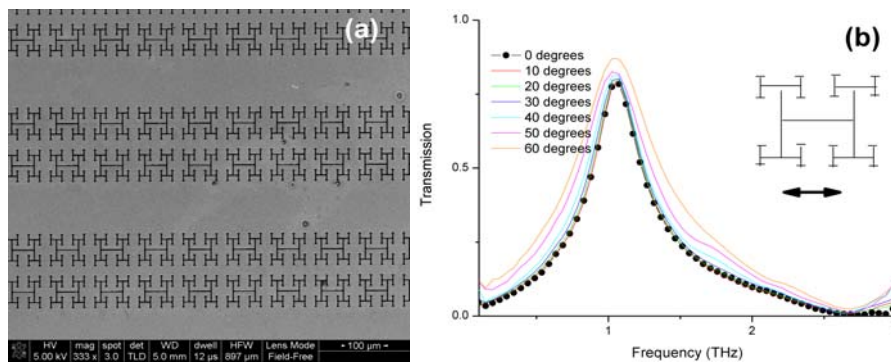 (a)
HV
mag
spot
det
WD
dwell
HFW
Lens Mode
100 µm
5.00 kV
333 x
3.0
TLD
5.0 mm
12 µs
897 µm
Field-Free
(b)
1.0
0.5
0.0
Transmission
0 degrees
10 degrees
20 degrees
30 degrees
40 degrees
50 degrees
60 degrees
1
2
Frequency (THz)